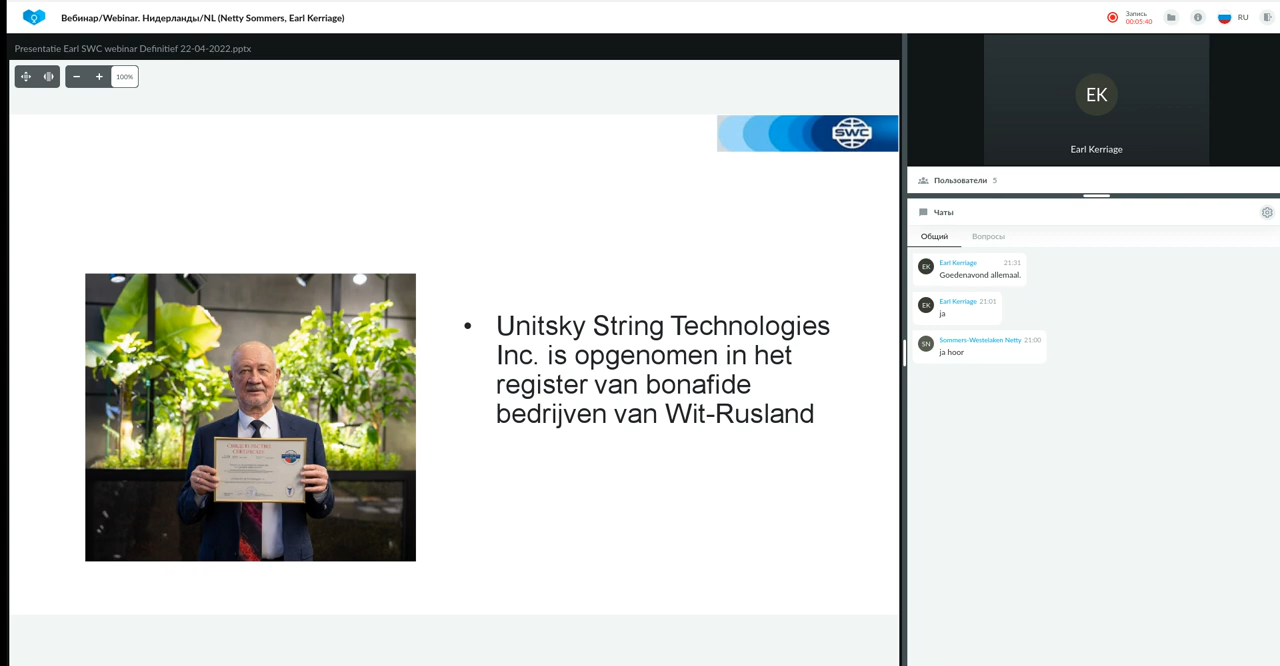 Вебинар/Webinar. Нидерланды/NL (Netty Sommers, Earl Kerriage)
Запись
00:05:40
RU
Presentatie Earl SWC webinar Definitief 22-04-2022.pptx
100%
SWC
Unitsky String Technologies
Inc. is opgenomen in het
register van bonafide
bedrijven van Wit-Rusland
EK
Earl Kerriage
Пользователи 5
Чаты
Общий Вопросы
EK Earl Kerriage 21:31
Goedenavond allemaal.
EK Earl Kerriage 21:01
ja
SN Sommers-Westelaken Netty 21:00
ja hoor